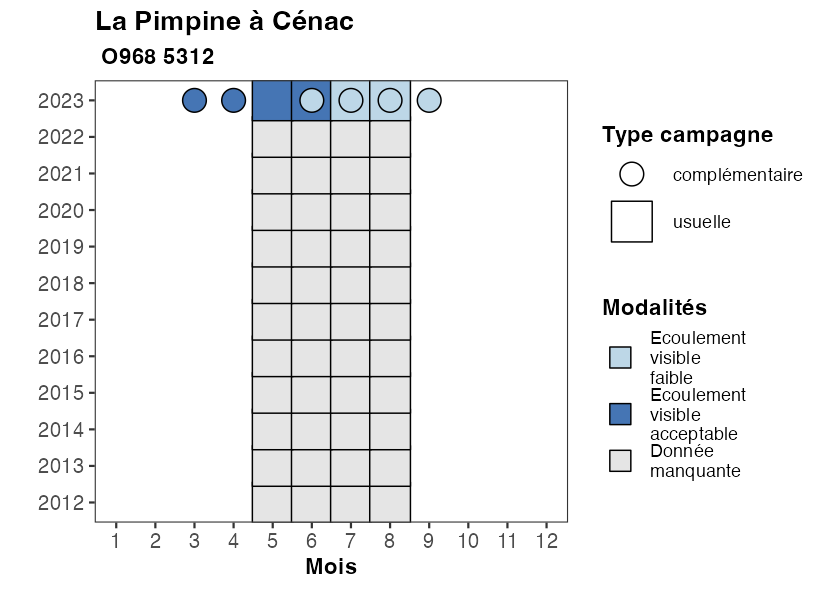 La Pimpine à Cénac
O968 5312
2023
2022
2021
2020
2019
2018
2017
2016
2015
2014
2013
2012
1 2 3 4 5 6 7 8 9 10 11 12
Mois
Type campagne
complémentaire
usuelle
Modalités
Ecoulement
visible
faible
Ecoulement
visible
acceptable
Donnée
manquante